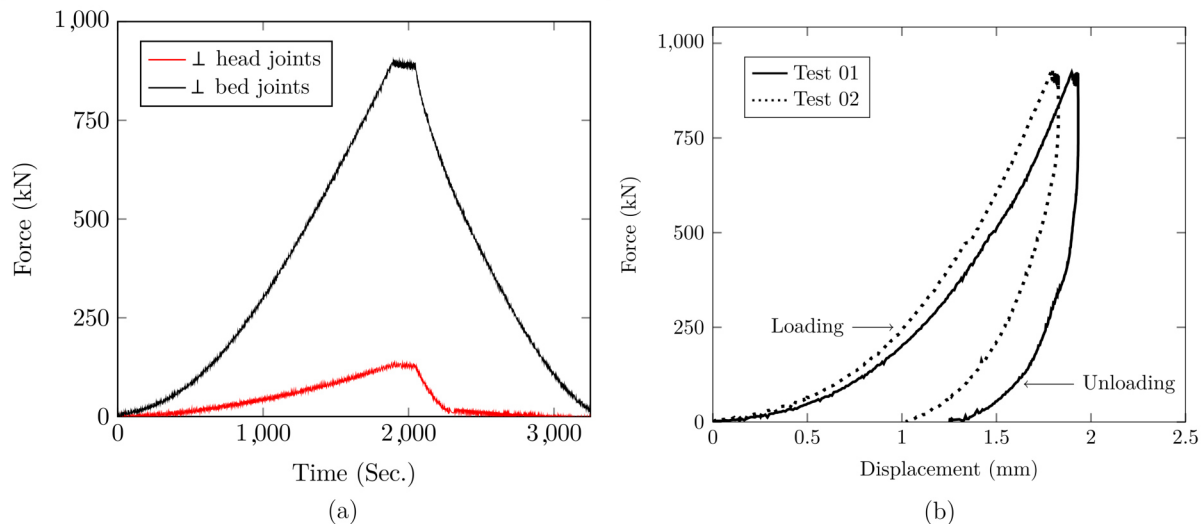 1,000
750
500
250
0
Force (kN)
⊥ head joints
⊥ bed joints
0
1,000
2,000
3,000
Time (Sec.)
(a)
1,000
750
500
250
0
Force (kN)
Test 01
Test 02
Loading
Unloading
0
0.5
1
1.5
2
2.5
Displacement (mm)
(b)